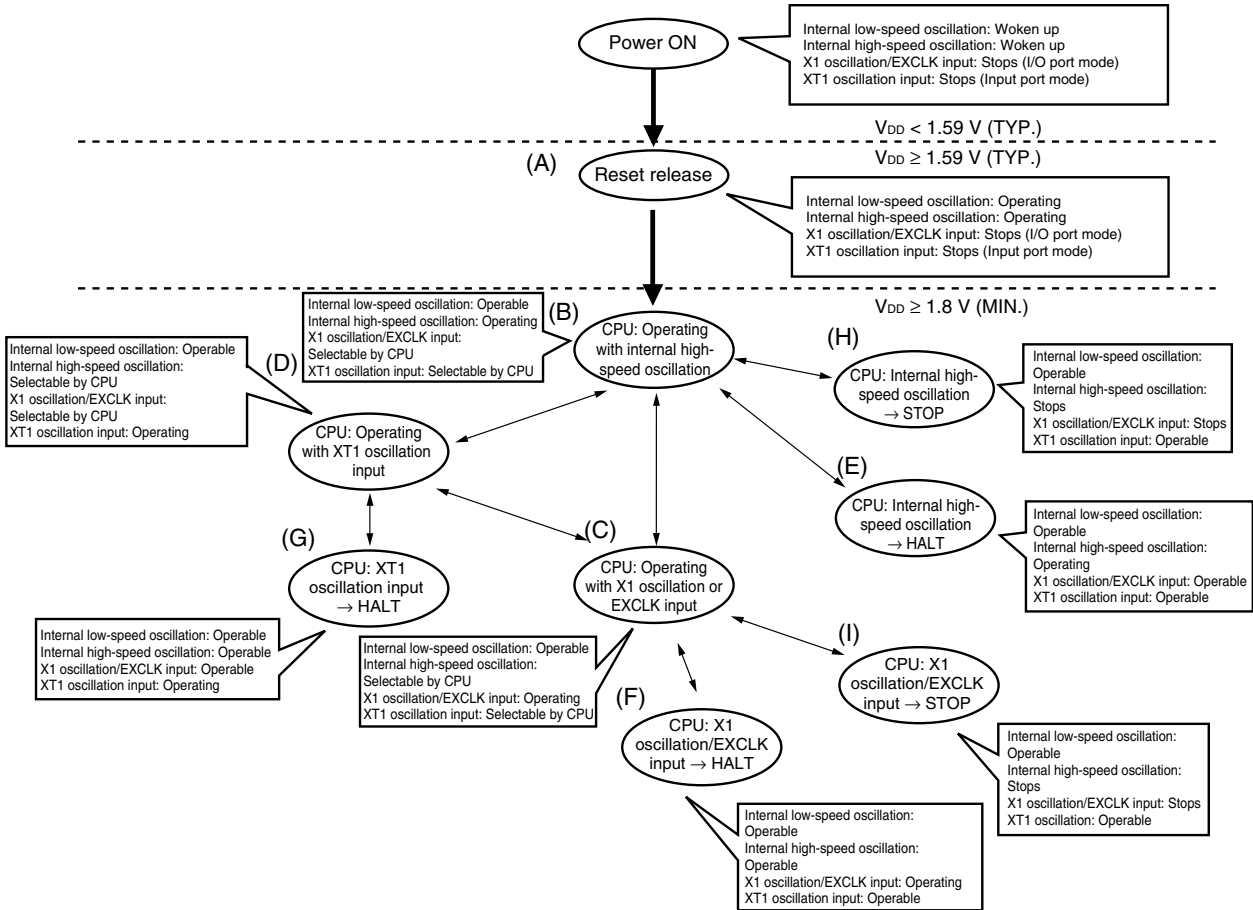 Power ON
Internal low-speed oscillation: Woken up
Internal high-speed oscillation: Woken up
X1 oscillation/EXCLK input: Stops (I/O port mode)
XT1 oscillation input: Stops (Input port mode)
VDD < 1.59 V (TYP.)
VDD ≥ 1.59 V (TYP.)
(A)
Reset release
Internal low-speed oscillation: Operating
Internal high-speed oscillation: Operating
X1 oscillation/EXCLK input: Stops (I/O port mode)
XT1 oscillation input: Stops (Input port mode)
VDD ≥ 1.8 V (MIN.)
Internal low-speed oscillation: Operable
Internal high-speed oscillation: Operating
X1 oscillation/EXCLK input:
Selectable by CPU
XT1 oscillation input: Selectable by CPU
(B)
CPU: Operating
with internal high-
speed oscillation
Internal low-speed oscillation: Operable
Internal high-speed oscillation:
Selectable by CPU
X1 oscillation/EXCLK input:
Selectable by CPU
XT1 oscillation input: Operating
(D)
CPU: Operating
with XT1 oscillation
input
(H)
CPU: Internal high-
speed oscillation
→ STOP
Internal low-speed oscillation:
Operable
Internal high-speed oscillation:
Stops
X1 oscillation/EXCLK input: Stops
XT1 oscillation input: Operable
(E)
CPU: Internal high-
speed oscillation
→ HALT
Internal low-speed oscillation:
Operable
Internal high-speed oscillation:
Operating
X1 oscillation/EXCLK input: Operable
XT1 oscillation input: Operable
(G)
CPU: XT1
oscillation input
→ HALT
Internal low-speed oscillation: Operable
Internal high-speed oscillation: Operable
X1 oscillation/EXCLK input: Operable
XT1 oscillation input: Operating
(C)
CPU: Operating
with X1 oscillation or
EXCLK input
Internal low-speed oscillation: Operable
Internal high-speed oscillation:
Selectable by CPU
X1 oscillation/EXCLK input: Operating
XT1 oscillation input: Selectable by CPU
(I)
CPU: X1
oscillation/EXCLK
input → STOP
Internal low-speed oscillation:
Operable
Internal high-speed oscillation:
Stops
X1 oscillation/EXCLK input: Stops
XT1 oscillation: Operable
(F)
CPU: X1
oscillation/EXCLK
input → HALT
Internal low-speed oscillation:
Operable
Internal high-speed oscillation:
Operable
X1 oscillation/EXCLK input: Operating
XT1 oscillation input: Operable